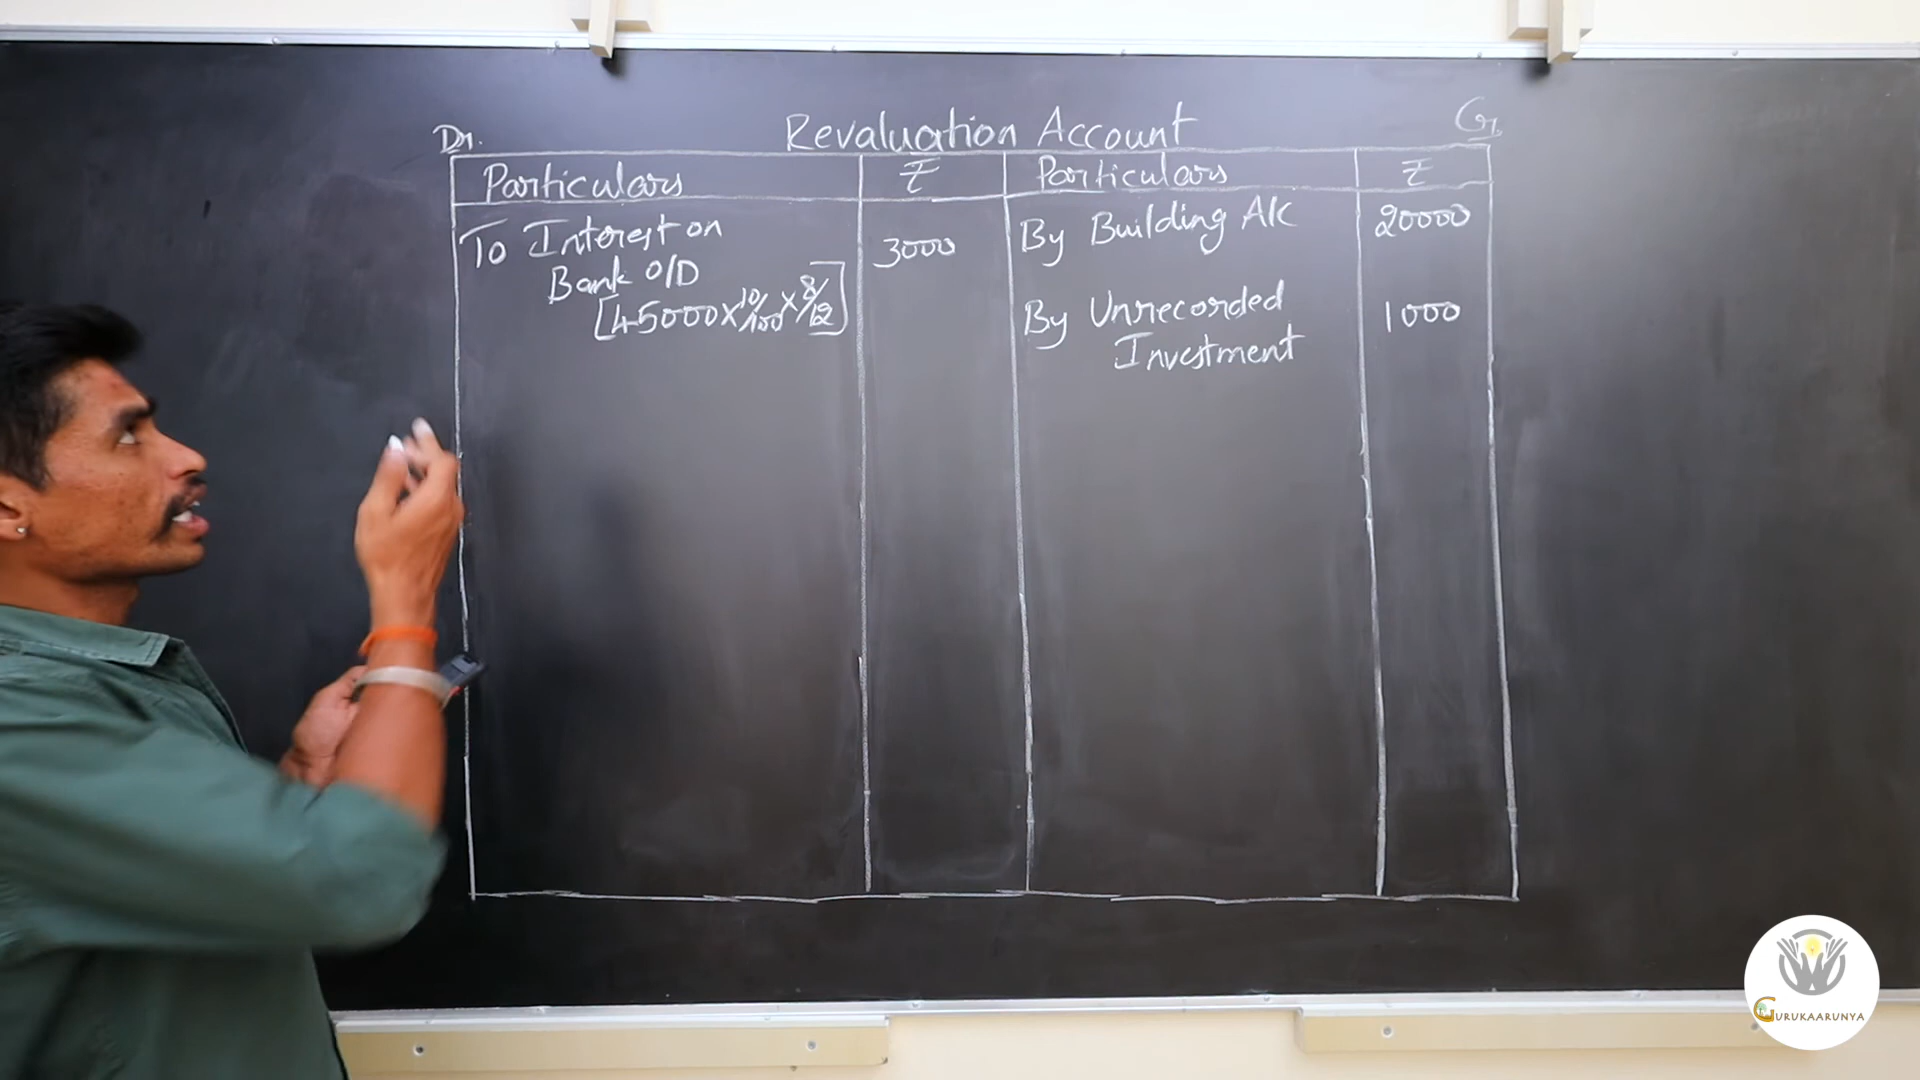 Dr. Revaluation Account Cr.
Particulars ₹ Particulars ₹
To Interest on 3000 By Building A/c 20000
Bank O/D
[45000×10/100×8/12] By Unrecorded 1000
Investment
GURUKAARUNYA